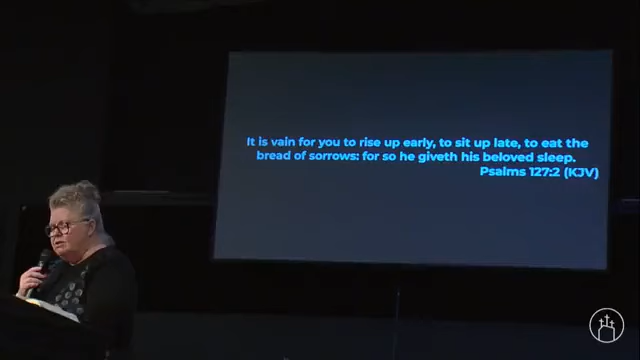 It is vain for you to rise up early, to sit up late, to eat the
bread of sorrows: for so he giveth his beloved sleep.
Psalms 127:2 (KJV)